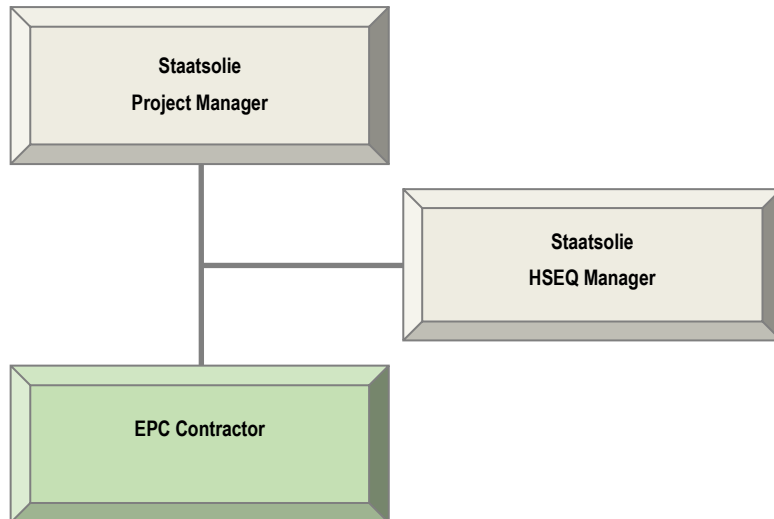 Staatsolie
Project Manager
Staatsolie
HSEQ Manager
EPC Contractor